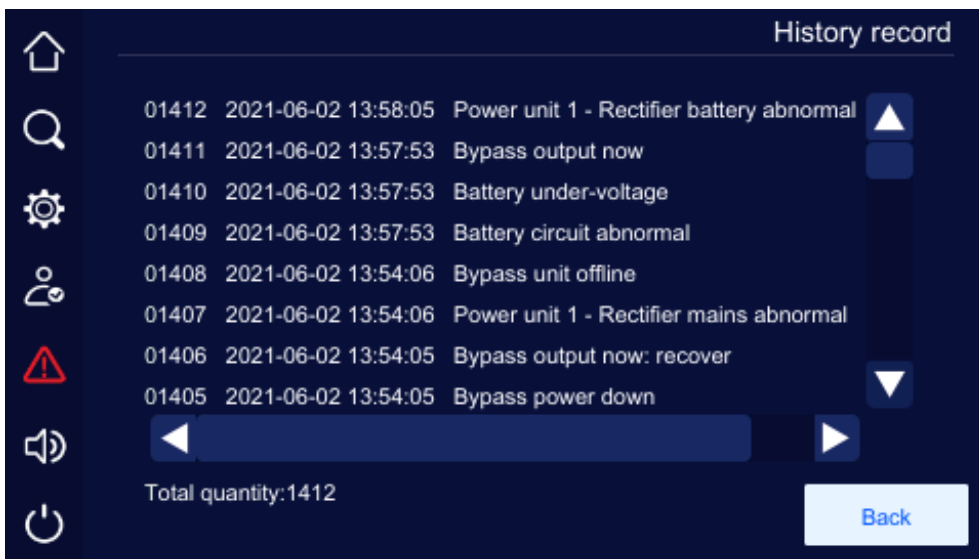 History record
01412 2021-06-02 13:58:05 Power unit 1 - Rectifier battery abnormal
01411 2021-06-02 13:57:53 Bypass output now
01410 2021-06-02 13:57:53 Battery under-voltage
01409 2021-06-02 13:57:53 Battery circuit abnormal
01408 2021-06-02 13:54:06 Bypass unit offline
01407 2021-06-02 13:54:06 Power unit 1 - Rectifier mains abnormal
01406 2021-06-02 13:54:05 Bypass output now: recover
01405 2021-06-02 13:54:05 Bypass power down
Total quantity:1412
Back